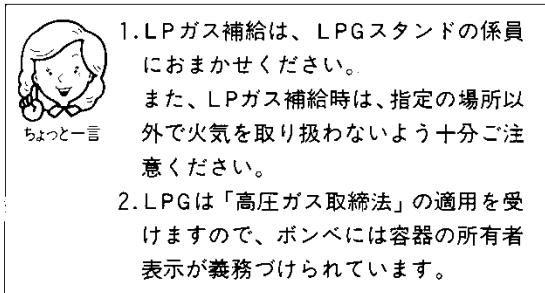 1.LPガス補給は、LPGスタンドの係員
におまかせください。
また、LPガス補給時は、指定の場所以
外で火気を取り扱わないよう十分ご注
意ください。
2.LPGは「高圧ガス取締法」の適用を受
けますので、ボンベには容器の所有者
表示が義務づけられています。
ちょっと一言